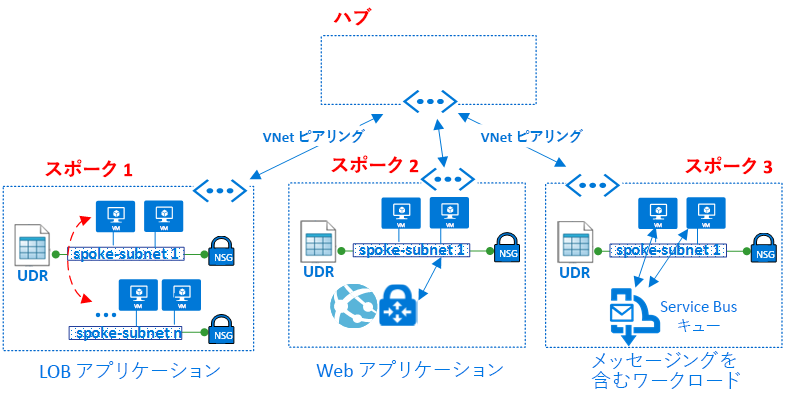 ハブ
VNet ピアリング
VNet ピアリング
スポーク 1
スポーク 2
スポーク 3
VM
VM
UDR
spoke-subnet 1
NSG
VM
VM
...
spoke-subnet n
NSG
LOB アプリケーション
VM
VM
UDR
spoke-subnet 1
NSG
Web アプリケーション
VM
VM
UDR
spoke-subnet 1
NSG
Service Bus
キュー
メッセージングを
含むワークロード